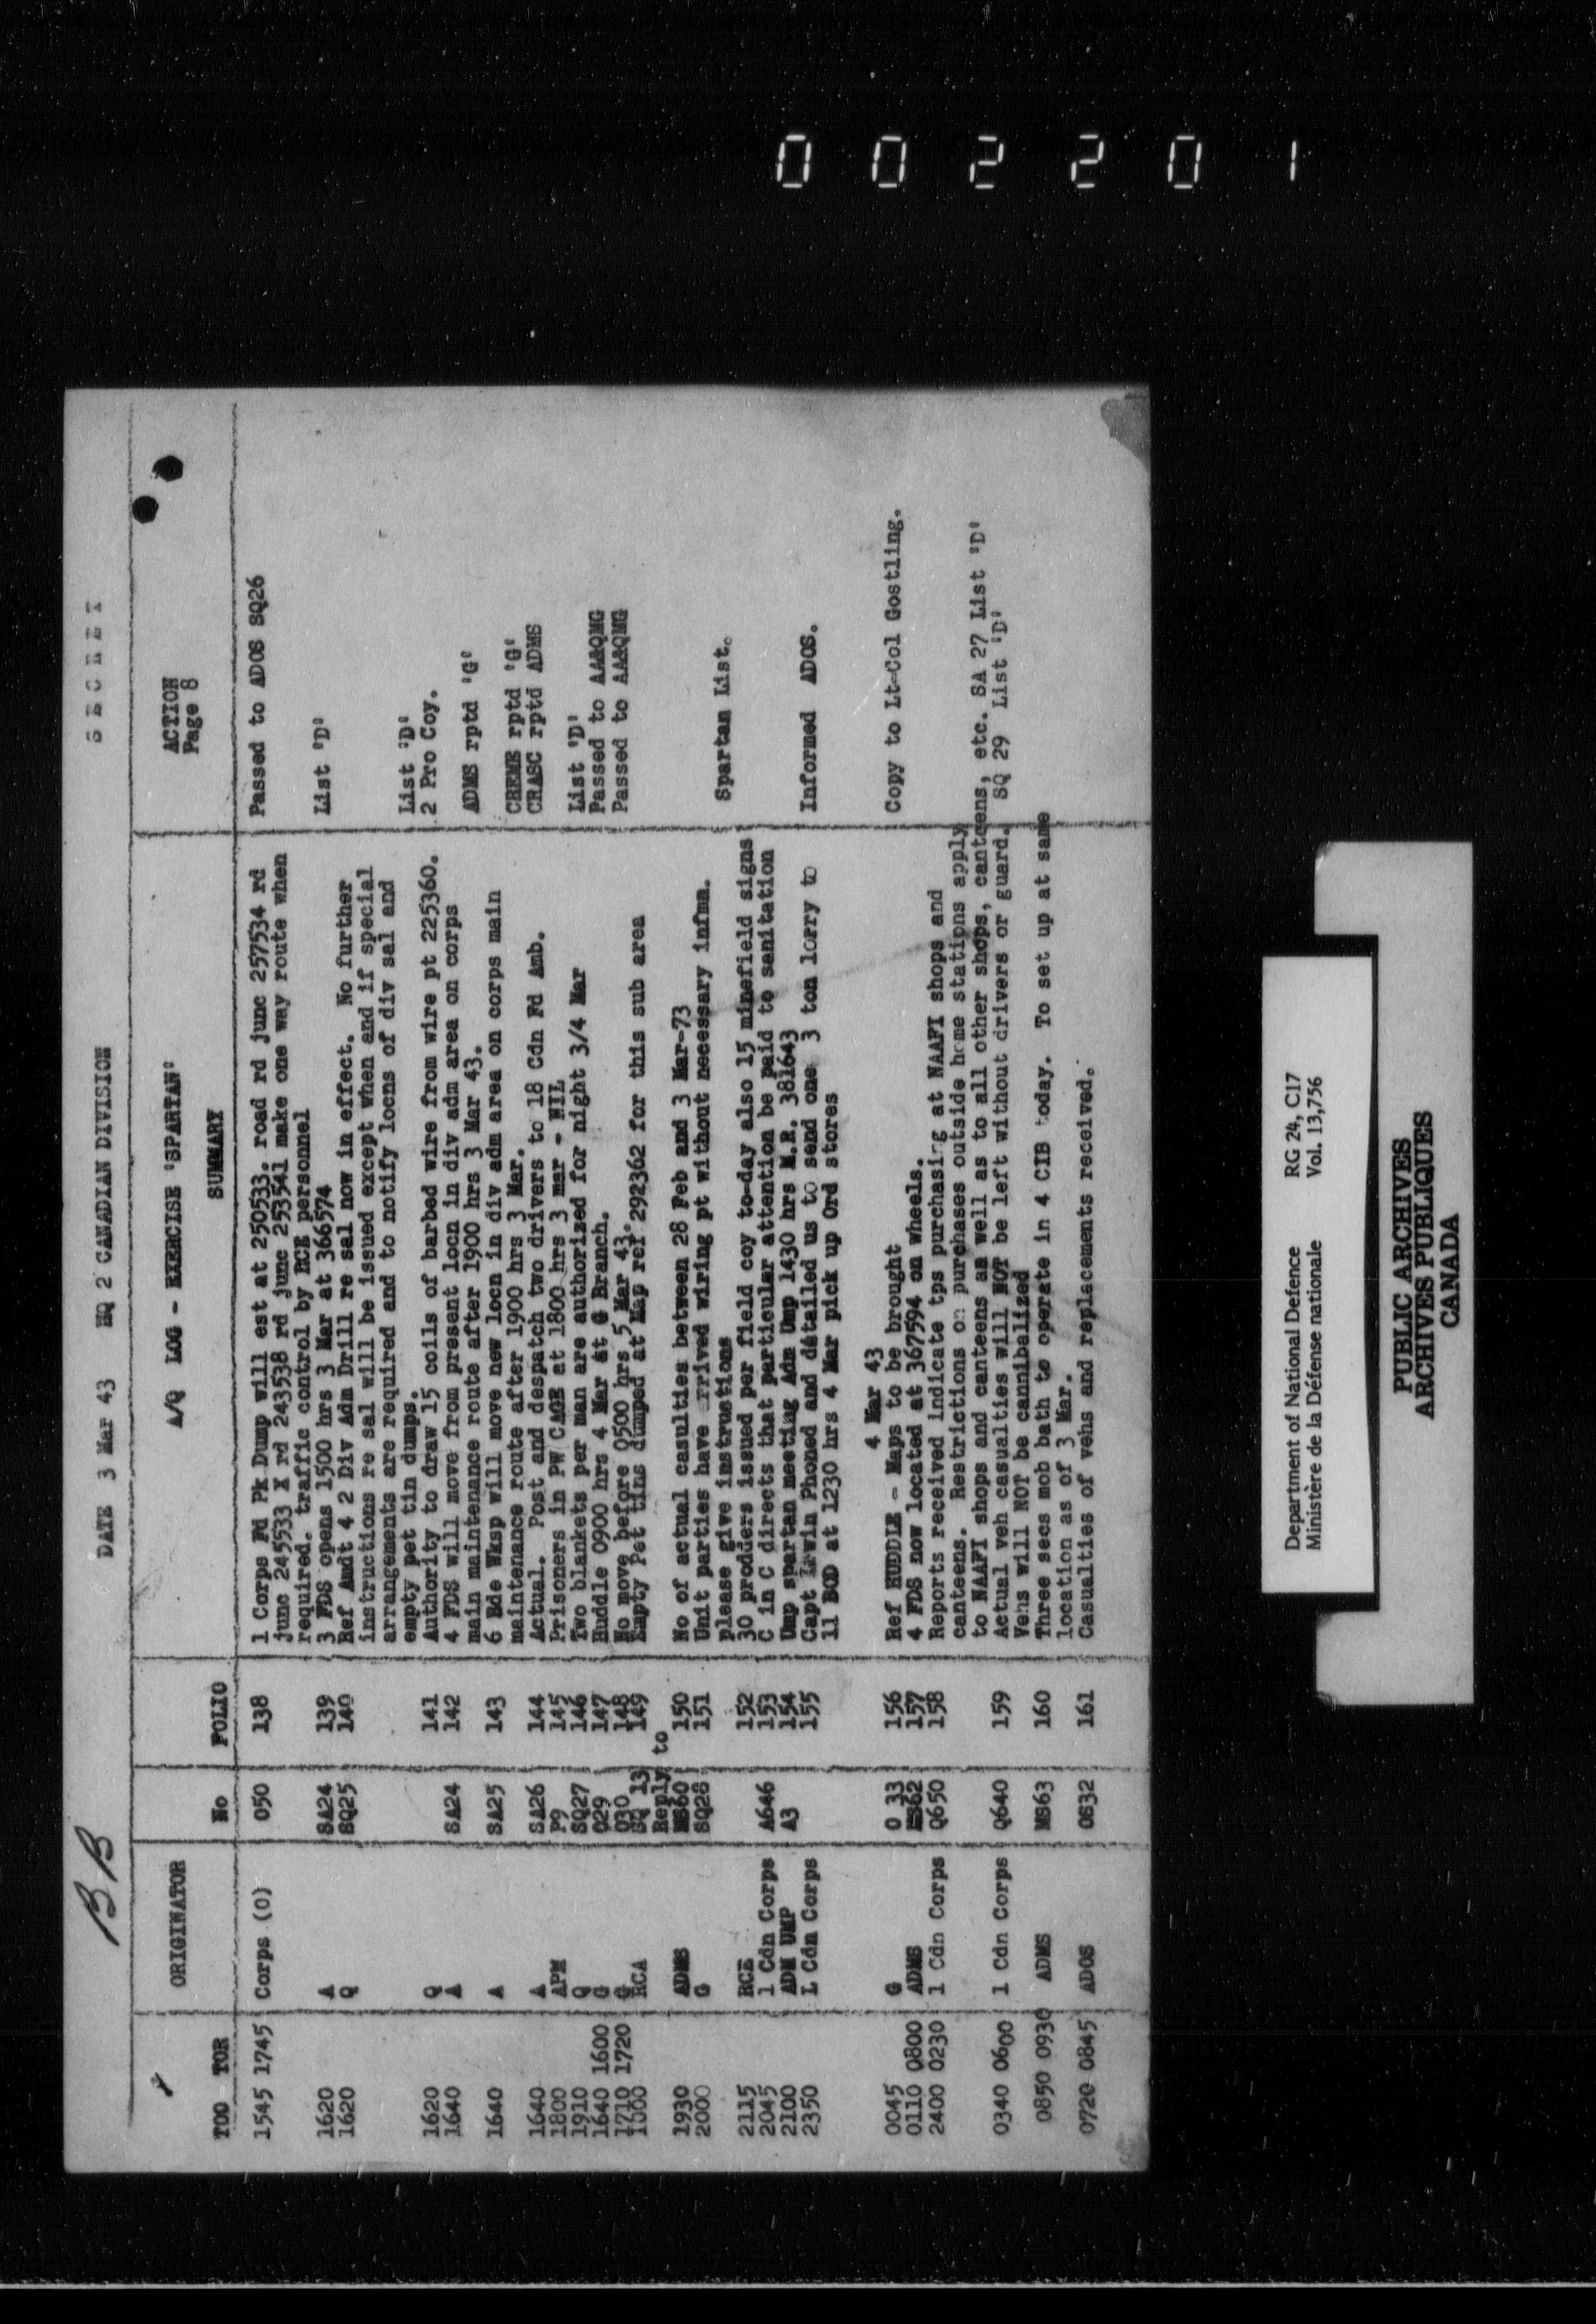 002201
BB
SECRET
DATE 3 Mar 43 HQ 2 CANADIAN DIVISION
A/Q LOG - EXERCISE 'SPARTAN'
ACTION
Page 8
TOO TOR ORIGINATOR No FOLIO SUMMARY
1545 1745 Corps (O) O50 138 1 Corps Fd Pk Dump will est at 250533. road rd junc 257534 rd Passed to ADOS SQ26
junc 245533 X rd 243538 rd junc 253541 make one way route when
required. traffic control by RCE personnel
1620 A SA24 139 3 FDS opens 1500 hrs 3 Mar at 366574 List 'D'
1620 Q SQ25 140 Ref Amdt 4 2 Div Adm Drill re sal now in effect. No further
instructions re sal will be issued except when and if special
arrangements are required and to notify locns of div sal and
empty pet tin dumps. List 'D'
1620 Q 141 Authority to draw 15 coils of barbed wire from wire pt 225360. 2 Pro Coy.
1640 A SA24 142 4 FDS will move from present locn in div adm area on corps
main maintenance route after 1900 hrs 3 Mar 43. ADMS rptd 'G'
1640 A SA25 143 6 Bde Wksp will move new locn in div adm area on corps main
maintenance route after 1900 hrs 3 Mar. CREME rptd 'G'
1640 A SA26 144 Actual. Post and despatch two drivers to 18 Cdn Fd Amb. CRASC rptd ADMS
1800 APM P9 145 Prisoners in PW CAGE at 1800 hrs 3 mar - NIL
1910 Q SQ27 146 Two blankets per man are authorized for night 3/4 Mar List 'D'
1640 1600 G O29 147 Huddle 0900 hrs 4 Mar at G Branch. Passed to AA&QMG
1710 1720 G O30 148 No move before 0500 hrs 5 Mar 43. Passed to AA&QMG
1000 RCA SQ 13 149 Empty Pet tins dumped at Map ref 292362 for this sub area
Reply to
1930 ADMS MS60 150 No of actual casulties between 28 Feb and 3 Mar-73
2000 G SQ28 151 Unit parties have rrived wiring pt without necessary infmn.
please give instructions Spartan List.
2115 RCE 152 30 prodders issued per field coy to-day also 15 minefield signs
2045 1 Cdn Corps A646 153 C in C directs that particular attention be paid to sanitation
2100 ADM UMP A3 154 Ump spartan meeting Adm Ump 1430 hrs M.R. 381643
2350 L Cdn Corps 155 Capt Irwin Phoned and detailed us to send one 3 ton lorry to Informed ADOS.
11 BOD at 1230 hrs 4 Mar pick up Ord stores
4 Mar 43
0045 G O 33 156 Ref HUDDLE - Maps to be brought Copy to Lt-Col Gostling.
0110 0800 ADMS MS62 157 4 FDS now located at 367594 on wheels.
2400 0230 1 Cdn Corps Q650 158 Reports received indicate tps purchasing at NAAFI shops and
canteens. Restrictions on purchases outside home stations apply
to NAAFI shops and canteens as well as to all other shops, canteens, etc. SA 27 List 'D'
0340 0600 1 Cdn Corps Q640 159 Actual veh casualties will NOT be left without drivers or guard. SQ 29 List 'D'
Vehs will NOT be cannibelized
0850 0930 ADMS MS63 160 Three secs mob bath to operate in 4 CIB today. To set up at same
location as of 3 Mar.
0720 0845 ADOS OS32 161 Casualties of vehs and replacements received.
Department of National Defence RG 24, C17
Ministère de la Défense nationale Vol. 13,756
PUBLIC ARCHIVES
ARCHIVES PUBLIQUES
CANADA